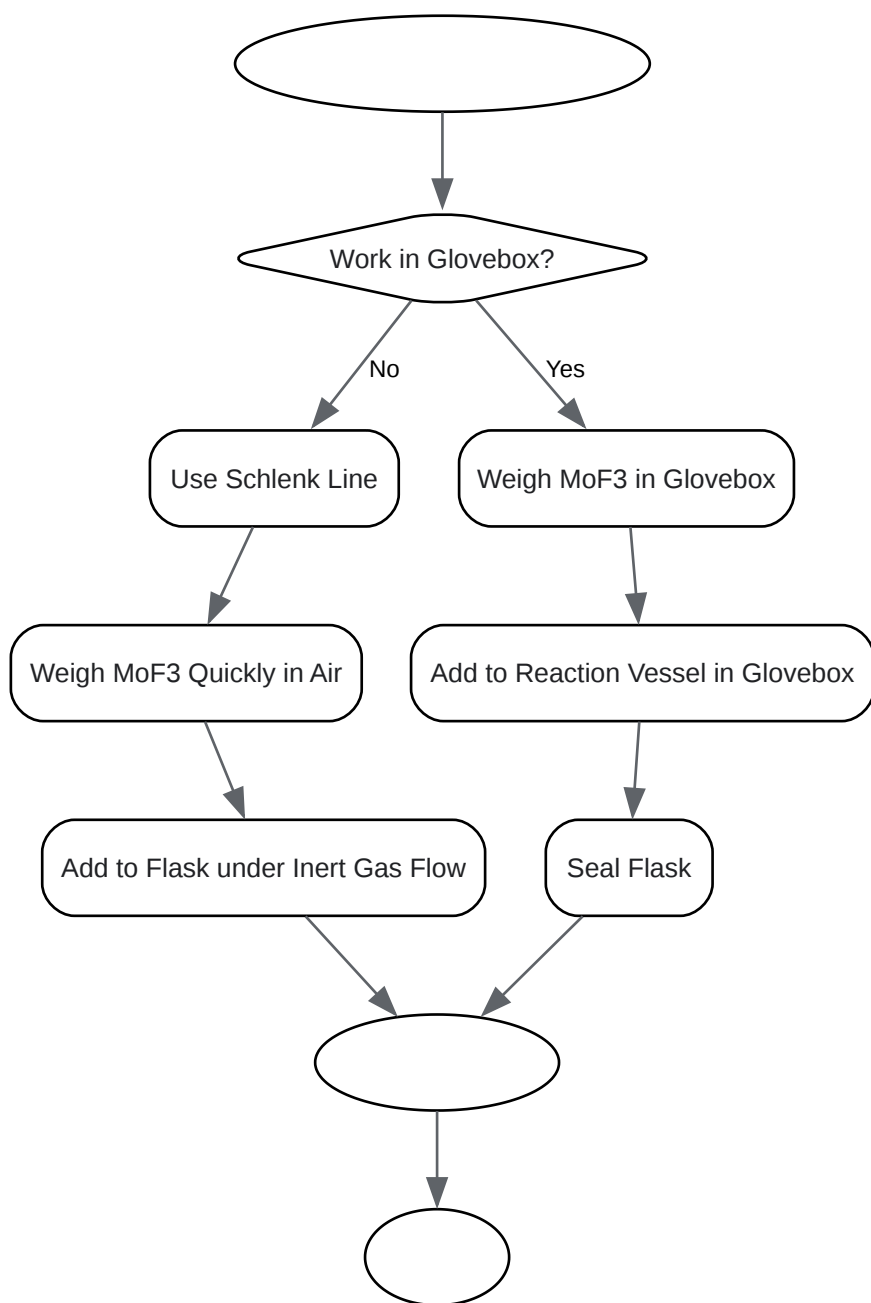 Work in Glovebox?
No
Yes
Use Schlenk Line
Weigh MoF3 in Glovebox
Weigh MoF3 Quickly in Air
Add to Reaction Vessel in Glovebox
Add to Flask under Inert Gas Flow
Seal Flask